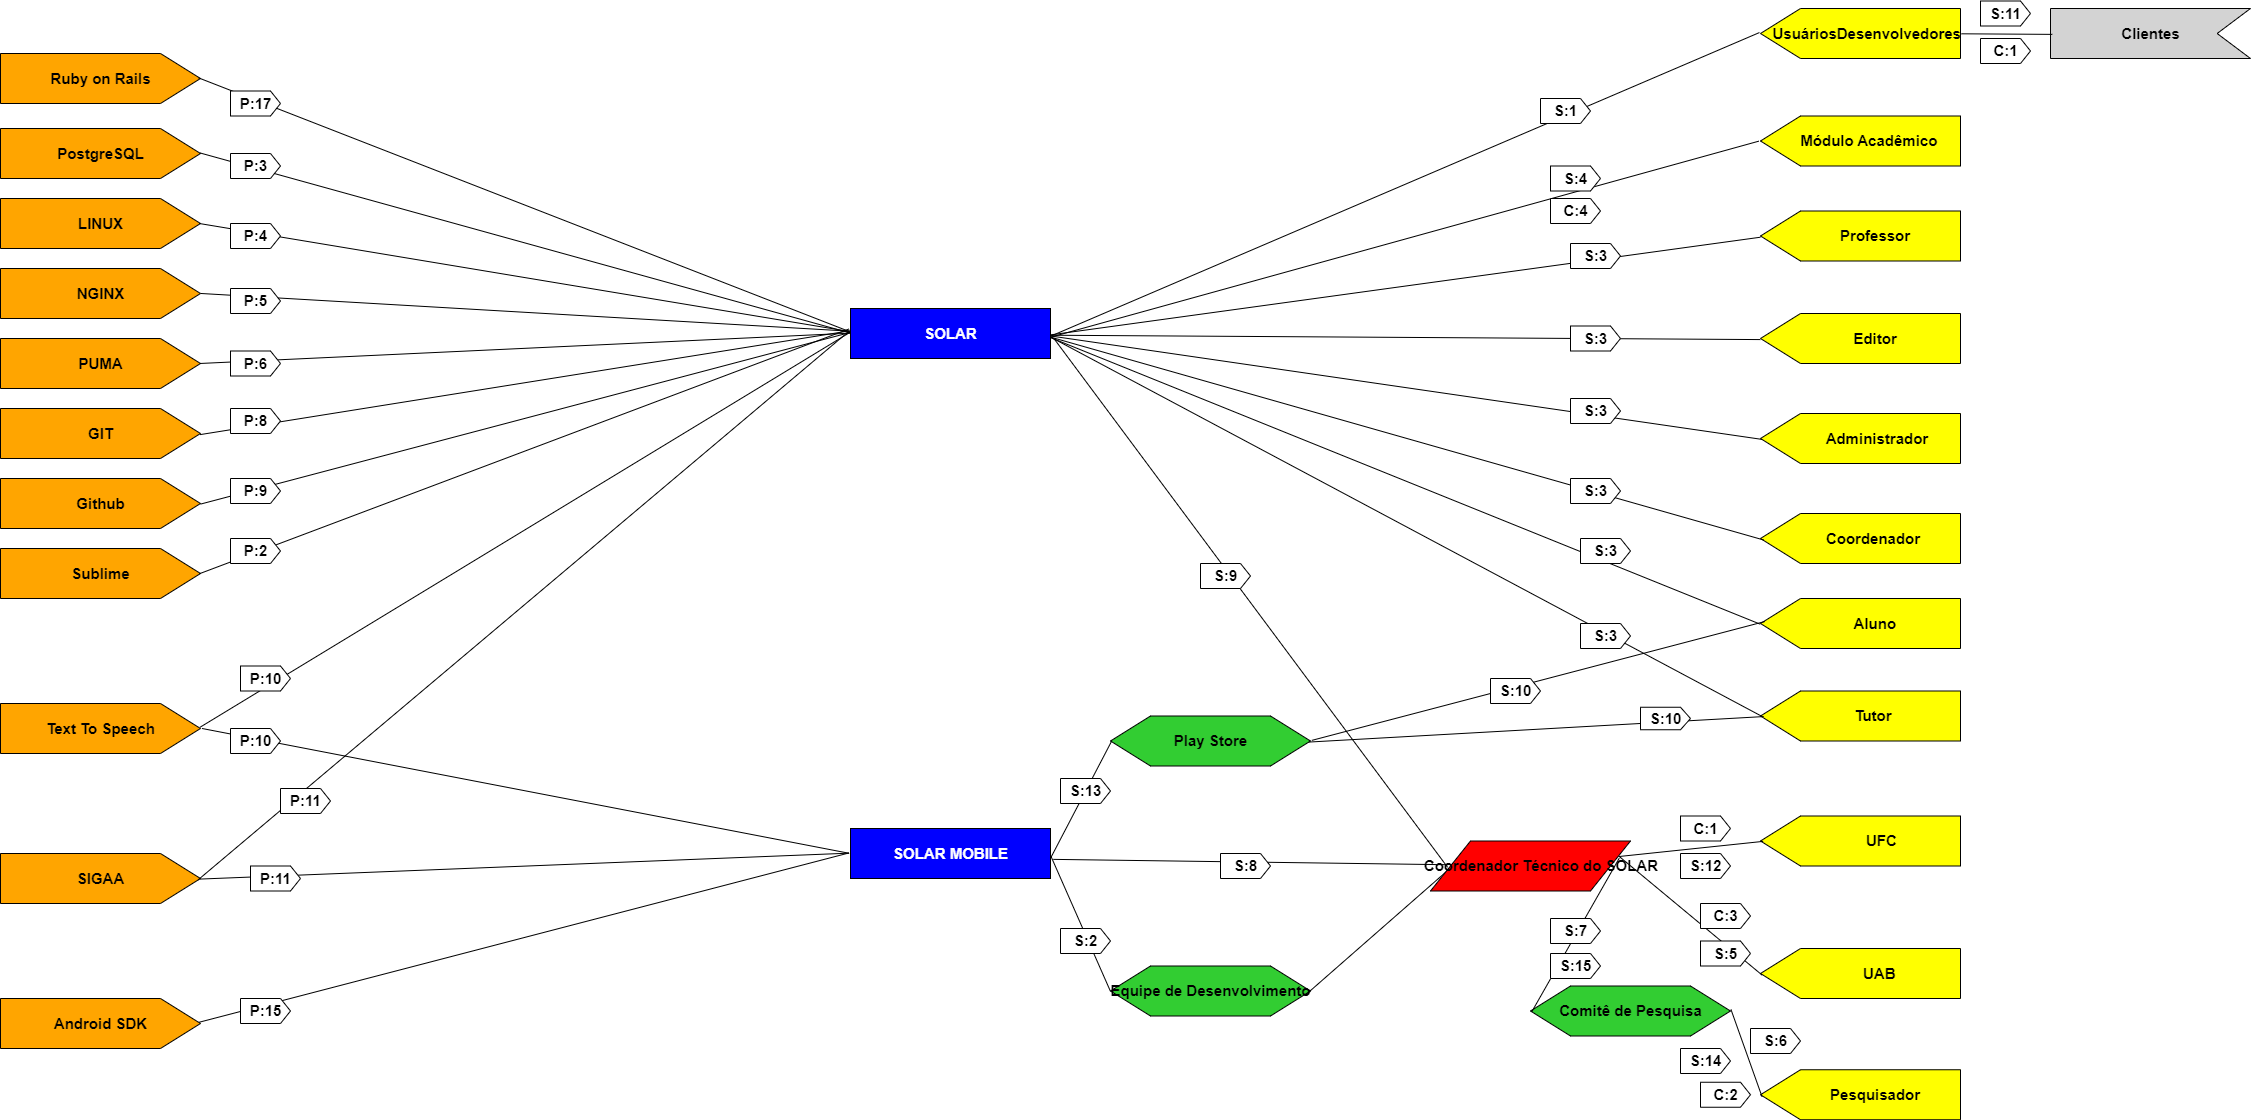 Ruby on Rails
P:17
PostgreSQL
P:3
LINUX
P:4
NGINX
P:5
PUMA
P:6
GIT
P:8
Github
P:9
Sublime
P:2
Text To Speech
P:10
P:10
SIGAA
P:11
P:11
Android SDK
P:15
SOLAR
SOLAR MOBILE
S:1
S:4
C:4
S:3
S:3
S:3
S:3
S:3
S:3
S:9
S:10
S:10
S:13
S:8
S:2
Play Store
Equipe de Desenvolvimento
Coordenador Técnico do SOLAR
C:1
S:12
C:3
S:5
S:7
S:15
Comitê de Pesquisa
S:6
S:14
C:2
UsuáriosDesenvolvedores
S:11
C:1
Clientes
Módulo Acadêmico
Professor
Editor
Administrador
Coordenador
Aluno
Tutor
UFC
UAB
Pesquisador